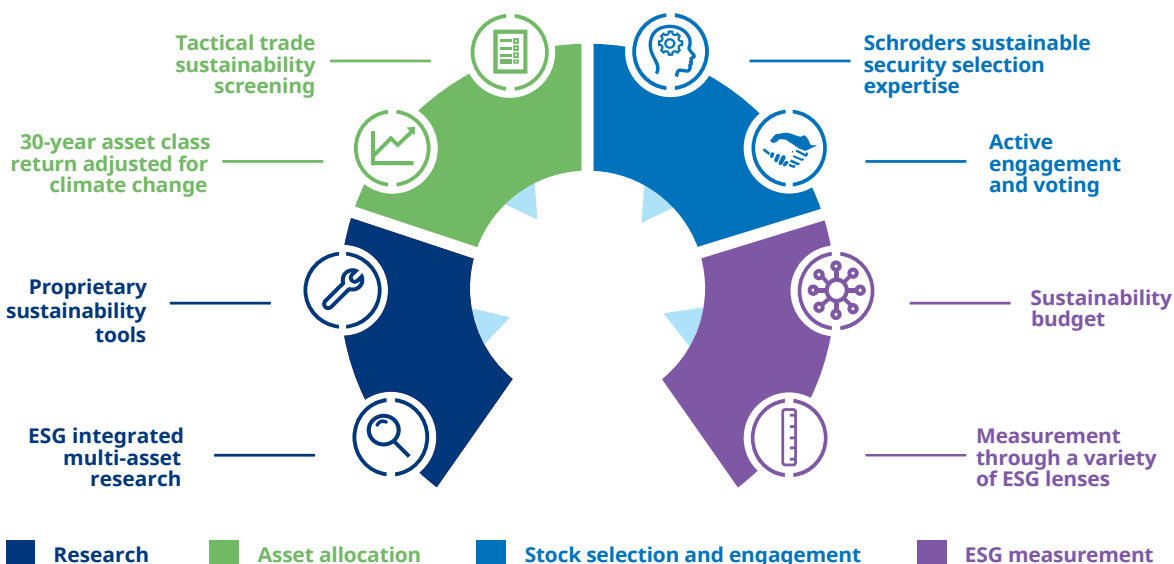 Tactical trade
sustainability
screening
30-year asset class
return adjusted for
climate change
Proprietary
sustainability
tools
ESG integrated
multi-asset
research
Schroders sustainable
security selection
expertise
Active
engagement
and voting
Sustainability
budget
Measurement
through a variety
of ESG lenses
Research
Asset allocation
Stock selection and engagement
ESG measurement